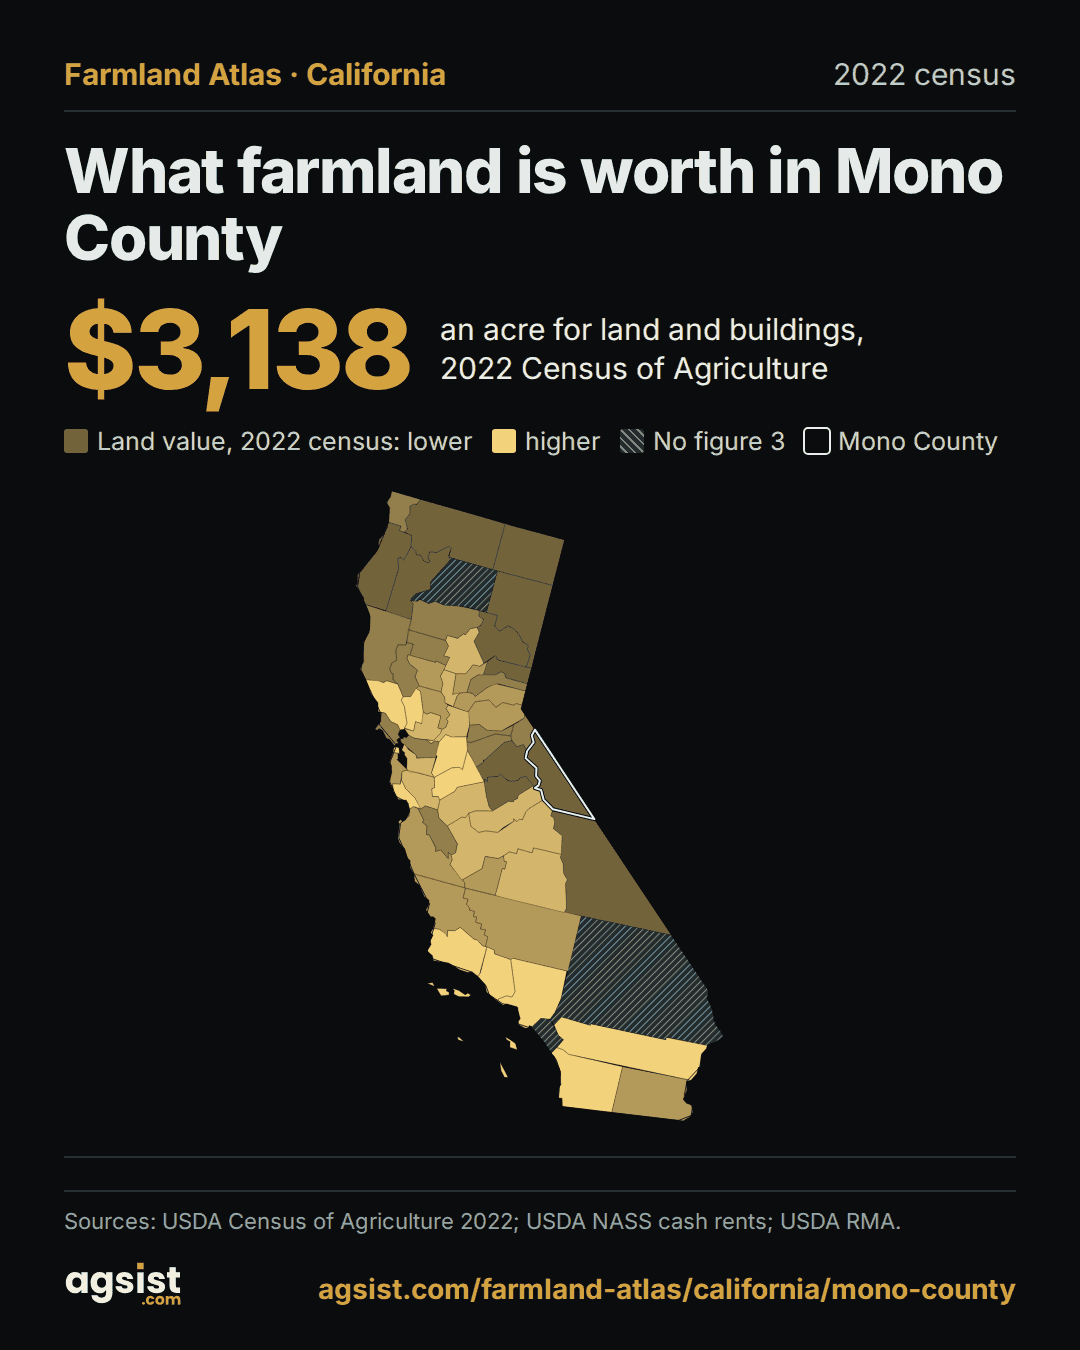 Farmland Atlas · California
2022 census
What farmland is worth in Mono
County
$3,138
an acre for land and buildings,
2022 Census of Agriculture
Land value, 2022 census: lower
higher
No figure 3
Mono County
Sources: USDA Census of Agriculture 2022; USDA NASS cash rents; USDA RMA.
agsist
.com
agsist.com/farmland-atlas/california/mono-county